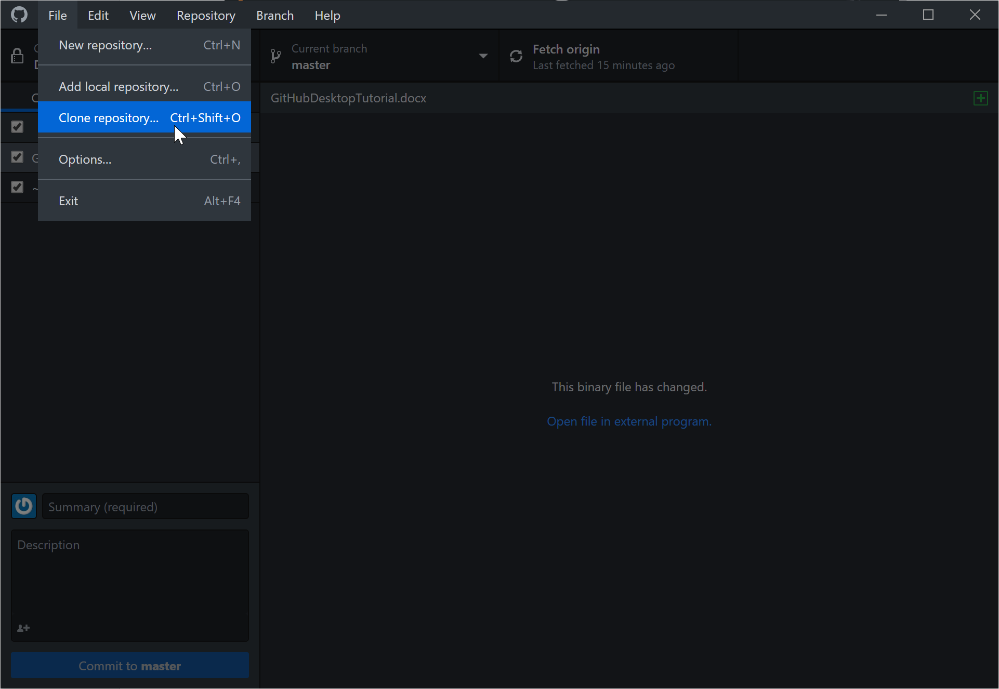 File Edit View Repository Branch Help
New repository... Ctrl+N
Current branch
master
Fetch origin
Last fetched 15 minutes ago
Add local repository... Ctrl+O
GitHubDesktopTutorial.docx
Clone repository... Ctrl+Shift+O
Options... Ctrl+,
Exit Alt+F4
This binary file has changed.
Open file in external program.
Summary (required)
Description
Commit to master